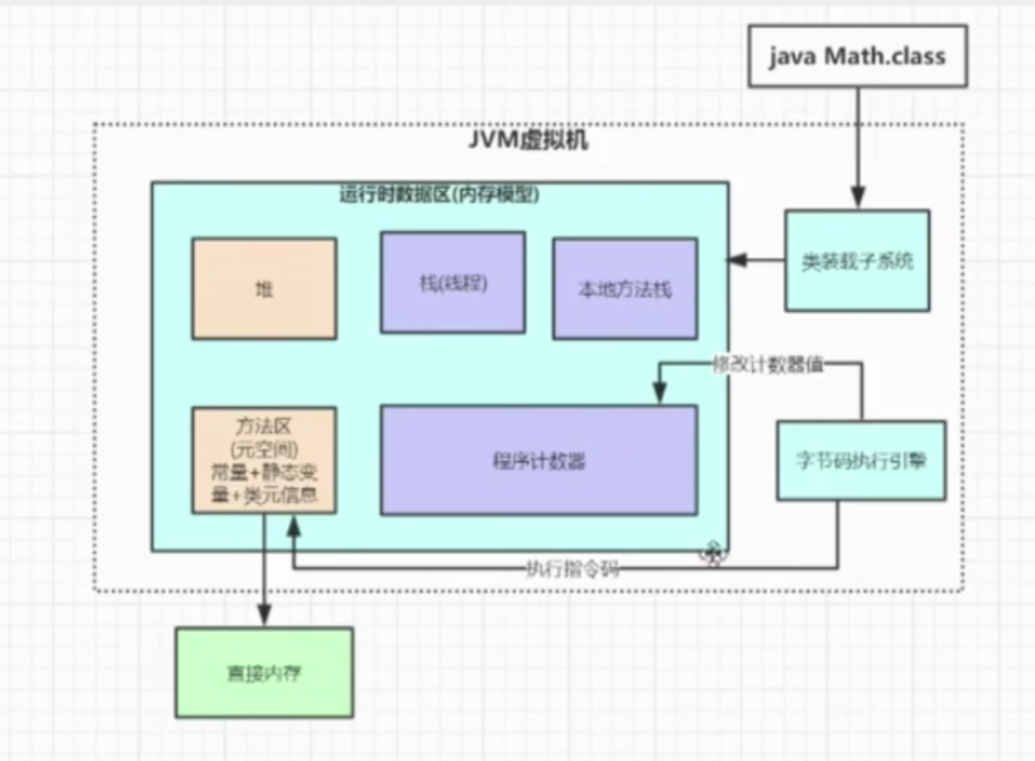 java Math.class
JVM虚拟机
运行时数据区(内存模型)
堆
栈(线程)
本地方法栈
类装载子系统
修改计数器值
方法区
(元空间)
常量+静态变
量+类元信息
程序计数器
字节码执行引擎
执行指令码
直接内存